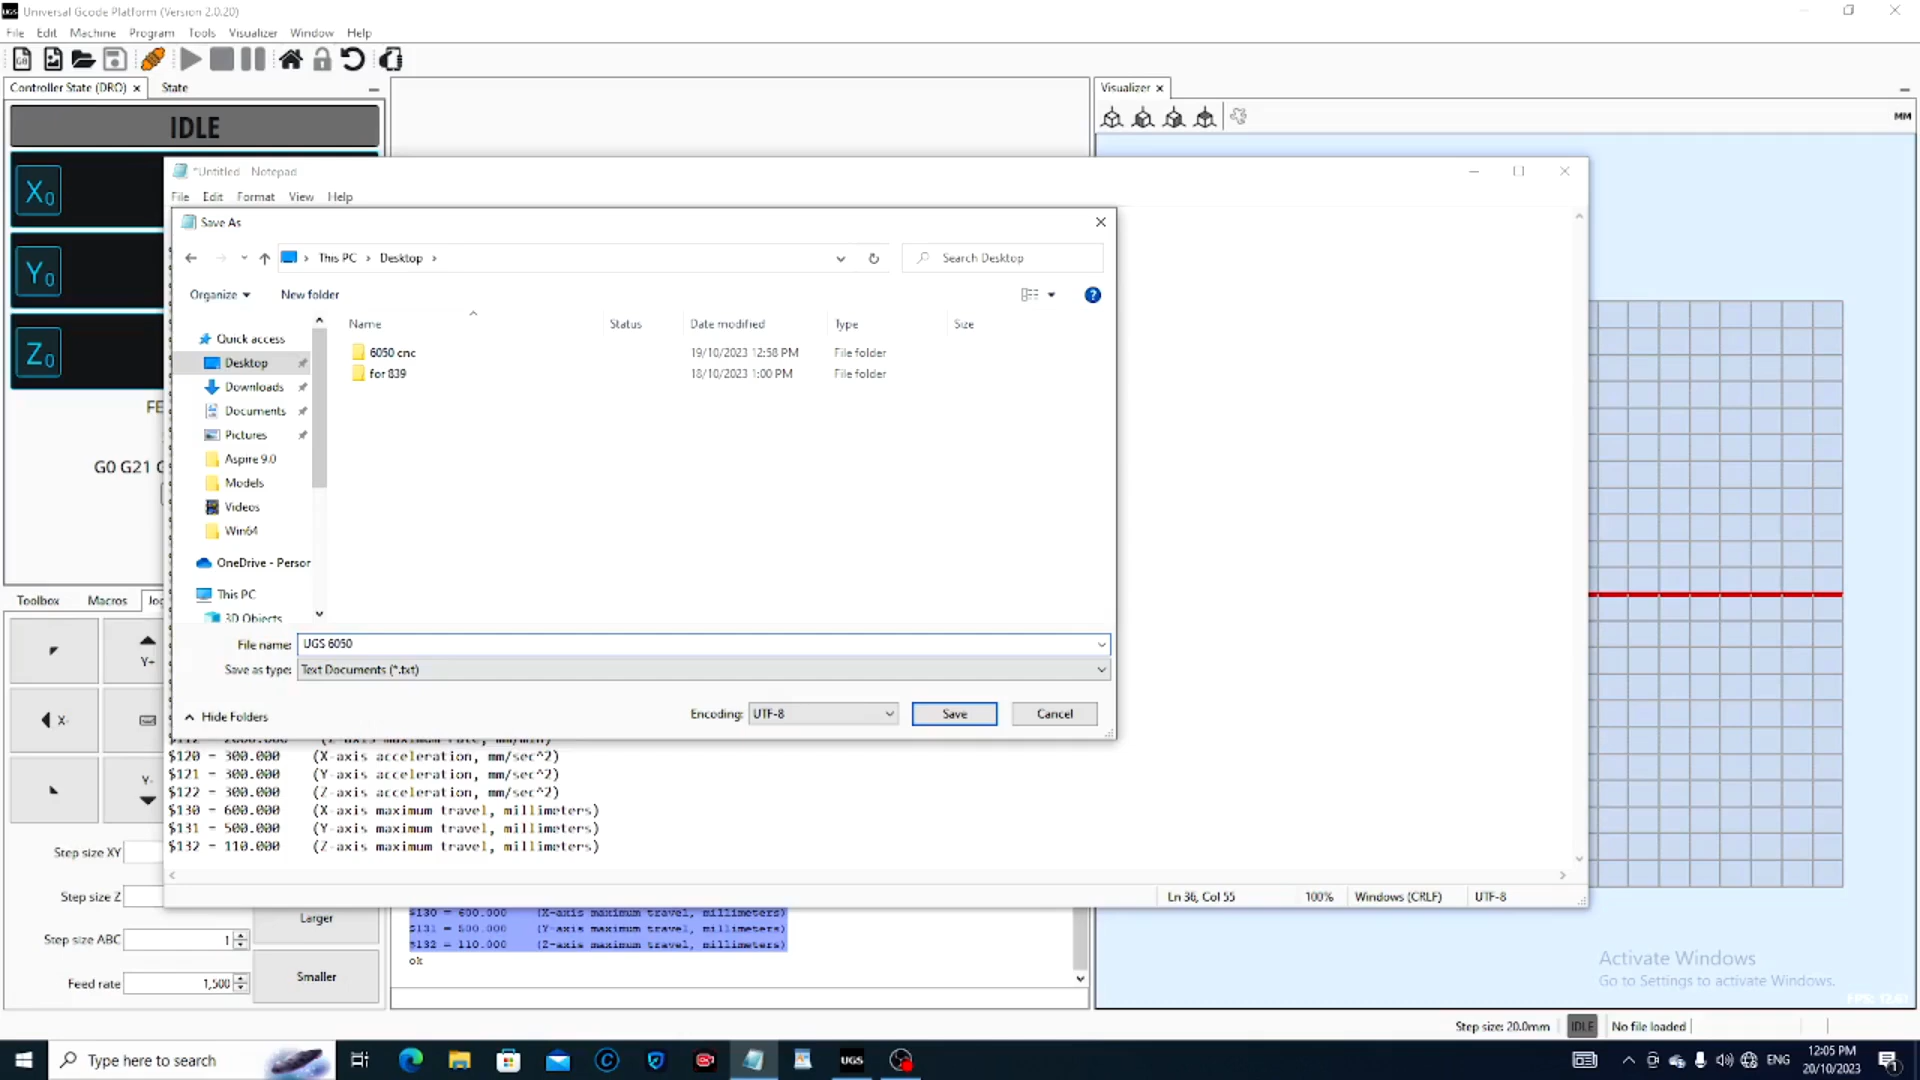 Universal Gcode Platform (Version 2.0.20)
File Edit Machine Program Tools Visualizer Window Help
Controller State (DRO) × State
Visualizer ×
MM
IDLE
X0
Y0
Z0
FE
G0 G21 G
*Untitled - Notepad
File Edit Format View Help
Save As
This PC › Desktop ›
Search Desktop
Organize New folder
Name Status Date modified Type Size
6050 cnc 19/10/2023 12:58 PM File folder
for 839 18/10/2023 1:00 PM File folder
Quick access
Desktop
Downloads
Documents
Pictures
Aspire 9.0
Models
Videos
Win64
OneDrive - Person
This PC
3D Objects
File name: UGS 6050
Save as type: Text Documents (*.txt)
Hide Folders
Encoding: UTF-8 Save Cancel
$120 = 300.000 (X-axis acceleration, mm/sec^2)
$121 = 300.000 (Y-axis acceleration, mm/sec^2)
$122 = 300.000 (Z-axis acceleration, mm/sec^2)
$130 = 600.000 (X-axis maximum travel, millimeters)
$131 = 500.000 (Y-axis maximum travel, millimeters)
$132 = 110.000 (Z-axis maximum travel, millimeters)
Ln 36, Col 55 100% Windows (CRLF) UTF-8
Toolbox Macros
Y+
X-
Y-
Step size XY
Step size Z
Larger
Step size ABC 1
Smaller
Feed rate 1,500
$130 = 600.000 (X-axis maximum travel, millimeters)
$131 = 500.000 (Y-axis maximum travel, millimeters)
$132 = 110.000 (Z-axis maximum travel, millimeters)
ok
Activate Windows
Go to Settings to activate Windows.
Step size: 20.0mm IDLE No file loaded
Type here to search
UGS
ENG
12:05 PM
20/10/2023
1